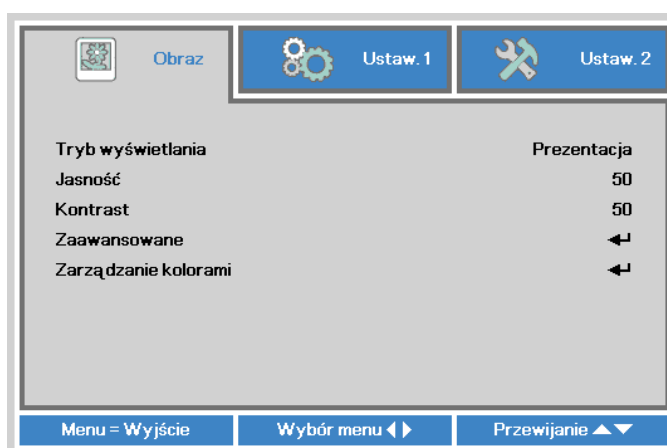 Obraz Ustaw. 1 Ustaw. 2
Tryb wyświetlania Prezentacja
Jasność 50
Kontrast 50
Zaawansowane
Zarządzanie kolorami
Menu = Wyjście Wybór menu Przewijanie